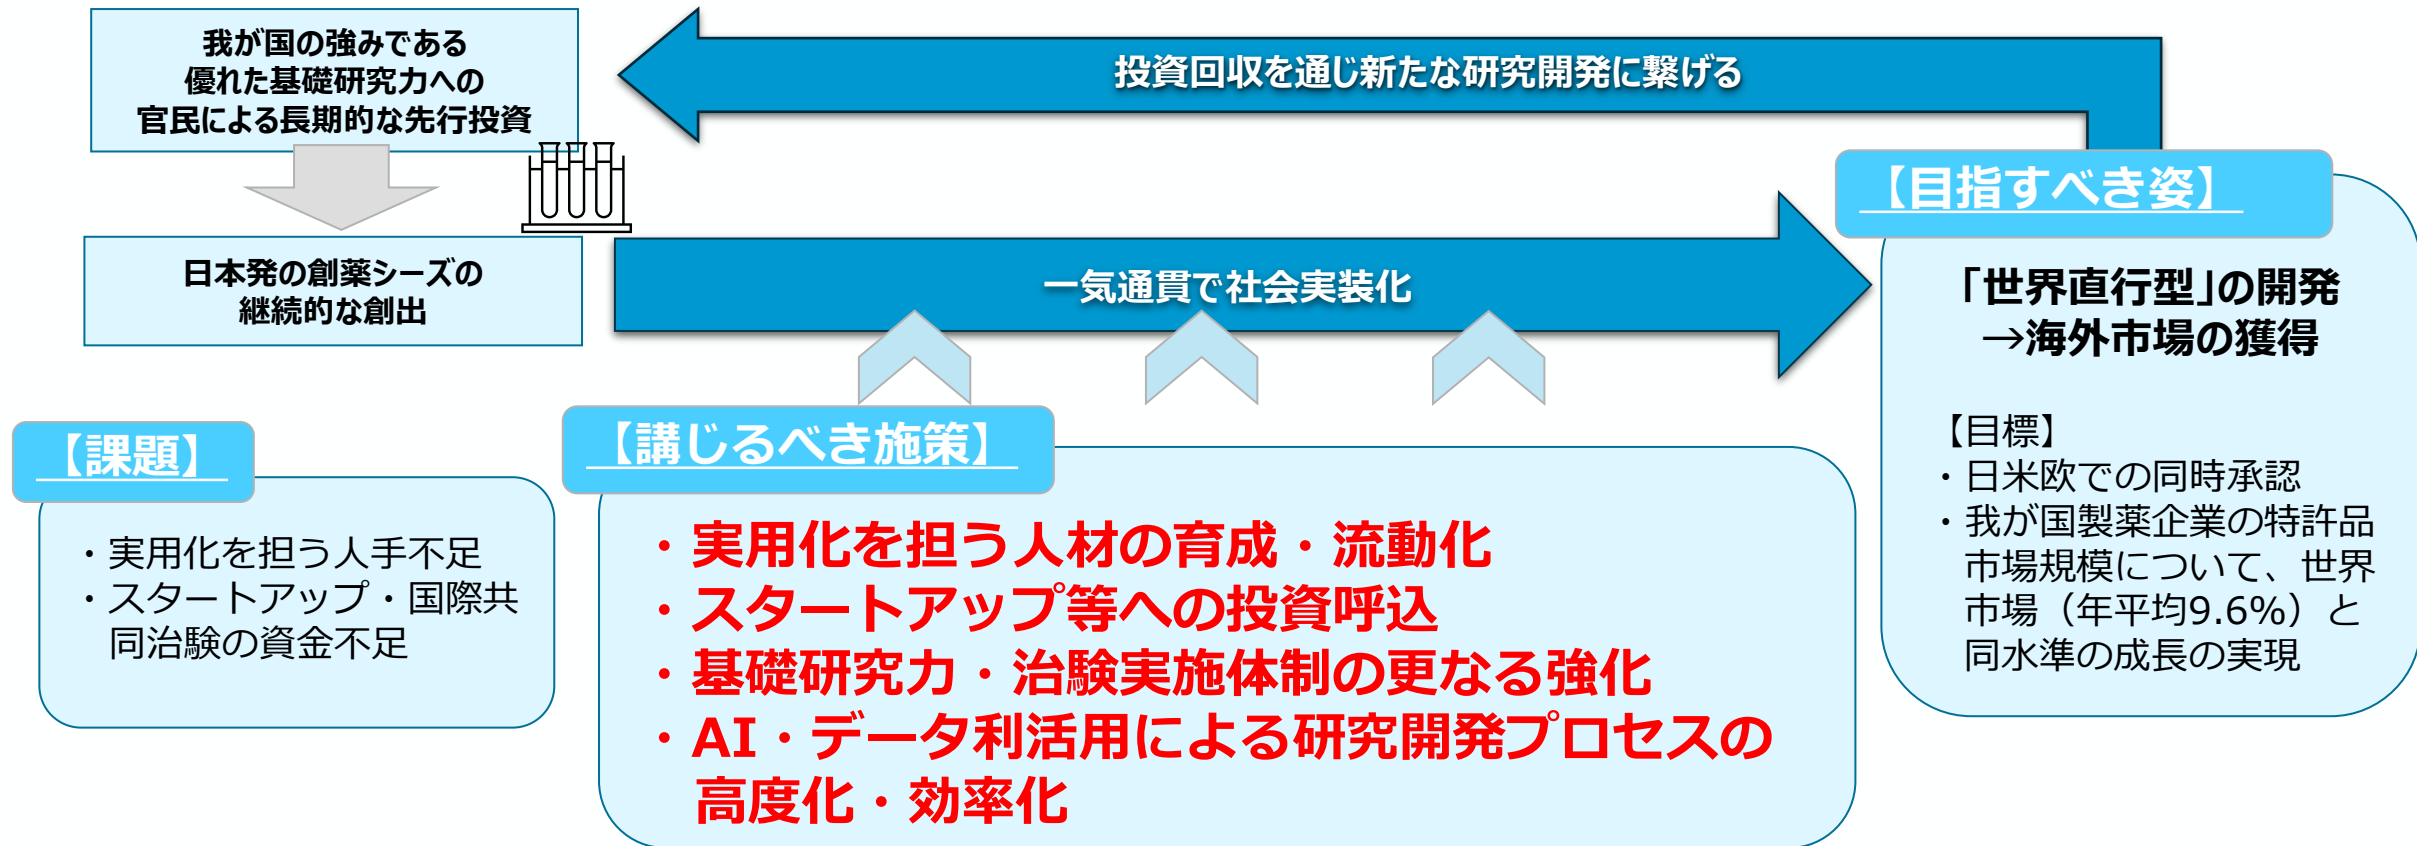 我が国の強みである
優れた基礎研究力への
官民による長期的な先行投資
投資回収を通じ新たな研究開発に繋げる
日本発の創薬シーズの
継続的な創出
一気通貫で社会実装化
【目指すべき姿】
「世界直行型」の開発
→海外市場の獲得
【目標】
・日米欧での同時承認
・我が国製薬企業の特許品
市場規模について、世界
市場（年平均9.6%）と
同水準の成長の実現
【課題】
・実用化を担う人手不足
・スタートアップ・国際共
同治験の資金不足
【講じるべき施策】
・実用化を担う人材の育成・流動化
・スタートアップ等への投資呼込
・基礎研究力・治験実施体制の更なる強化
・AI・データ利活用による研究開発プロセスの
高度化・効率化